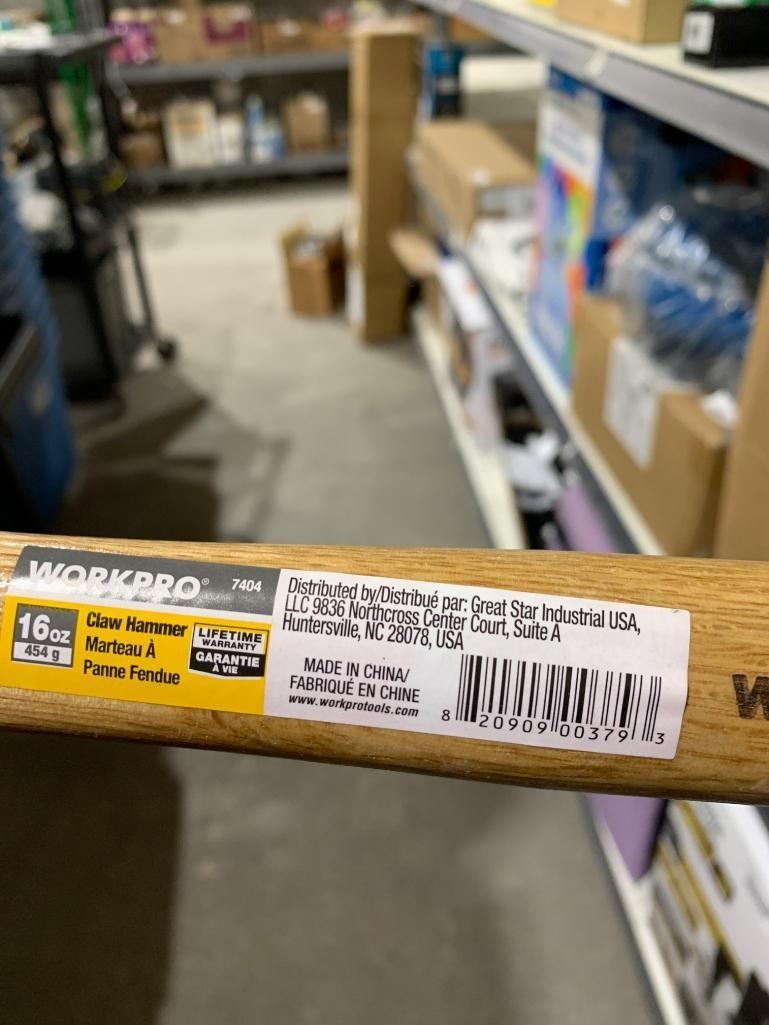 WORKPRO® 7404
16oz
454 g
Claw Hammer
Marteau À
Panne Fendue
LIFETIME
WARRANTY
GARANTIE
À VIE
Distributed by/Distribué par: Great Star Industrial USA,
LLC 9836 Northcross Center Court, Suite A
Huntersville, NC 28078, USA
MADE IN CHINA/
FABRIQUÉ EN CHINE
www.workprotools.com
8 20909 00379 3
W